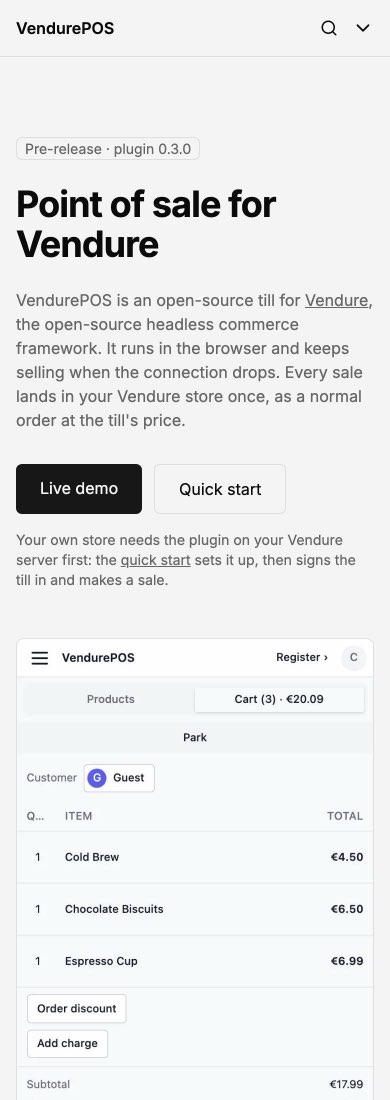 VendurePOS
Pre-release · plugin 0.3.0
Point of sale for
Vendure
VendurePOS is an open-source till for Vendure,
the open-source headless commerce
framework. It runs in the browser and keeps
selling when the connection drops. Every sale
lands in your Vendure store once, as a normal
order at the till's price.
Live demo
Quick start
Your own store needs the plugin on your Vendure
server first: the quick start sets it up, then signs the
till in and makes a sale.
VendurePOS
Register ›
C
Products
Cart (3) · €20.09
Park
Customer
G
Guest
Q...
ITEM
TOTAL
1
Cold Brew
€4.50
1
Chocolate Biscuits
€6.50
1
Espresso Cup
€6.99
Order discount
Add charge
Subtotal
€17.99